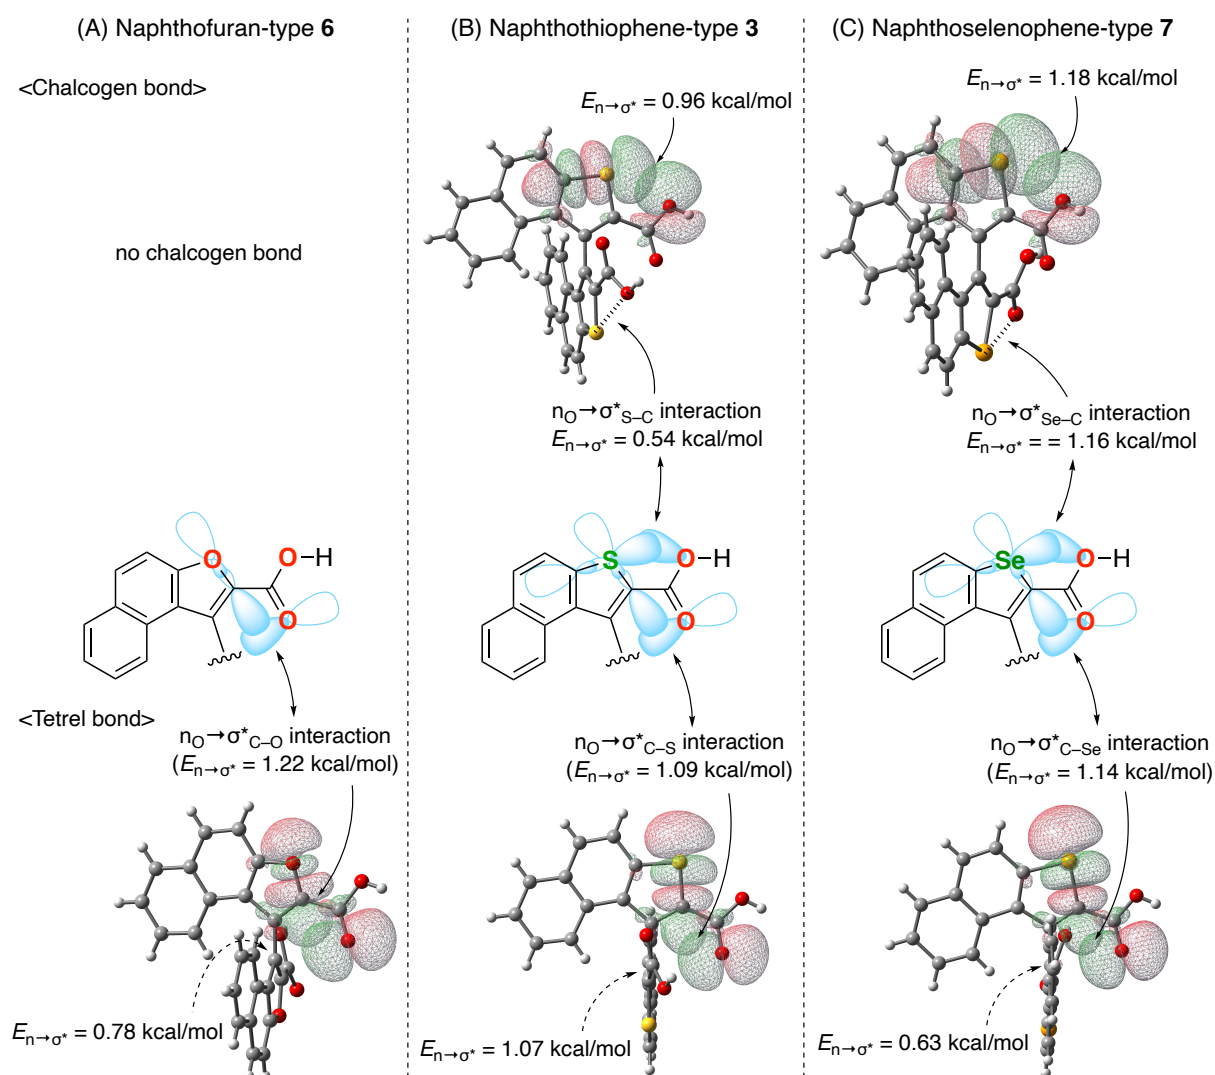 (A) Naphthofuran-type 6
<Chalcogen bond>
no chalcogen bond
O
O–H
O
<Tetrel bond>
nO→σ*C–O interaction
(En→σ* = 1.22 kcal/mol)
En→σ* = 0.78 kcal/mol
(B) Naphthothiophene-type 3
En→σ* = 0.96 kcal/mol
nO→σ*S–C interaction
En→σ* = 0.54 kcal/mol
S
O–H
O
nO→σ*C–S interaction
(En→σ* = 1.09 kcal/mol)
En→σ* = 1.07 kcal/mol
(C) Naphthoselenophene-type 7
En→σ* = 1.18 kcal/mol
nO→σ*Se–C interaction
En→σ* = = 1.16 kcal/mol
Se
O–H
O
nO→σ*C–Se interaction
(En→σ* = 1.14 kcal/mol)
En→σ* = 0.63 kcal/mol